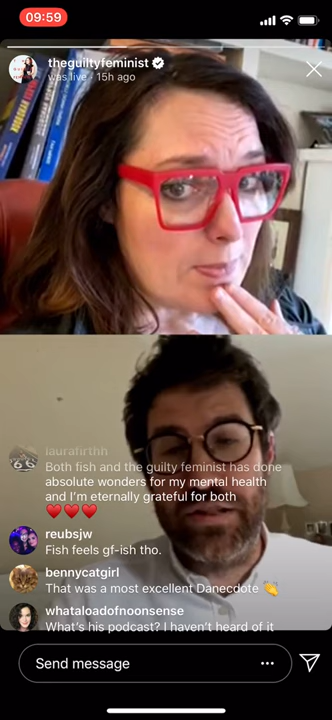 09:59
theguiltyfeminist
was live · 15h ago
laurafirthh
Both fish and the guilty feminist has done
absolute wonders for my mental health
and I'm eternally grateful for both
❤️❤️❤️
reubsjw
Fish feels gf-ish tho.
bennycatgirl
That was a most excellent Danecdote 👏
whataloadofnoonsense
What's his podcast? I haven't heard of it
Send message